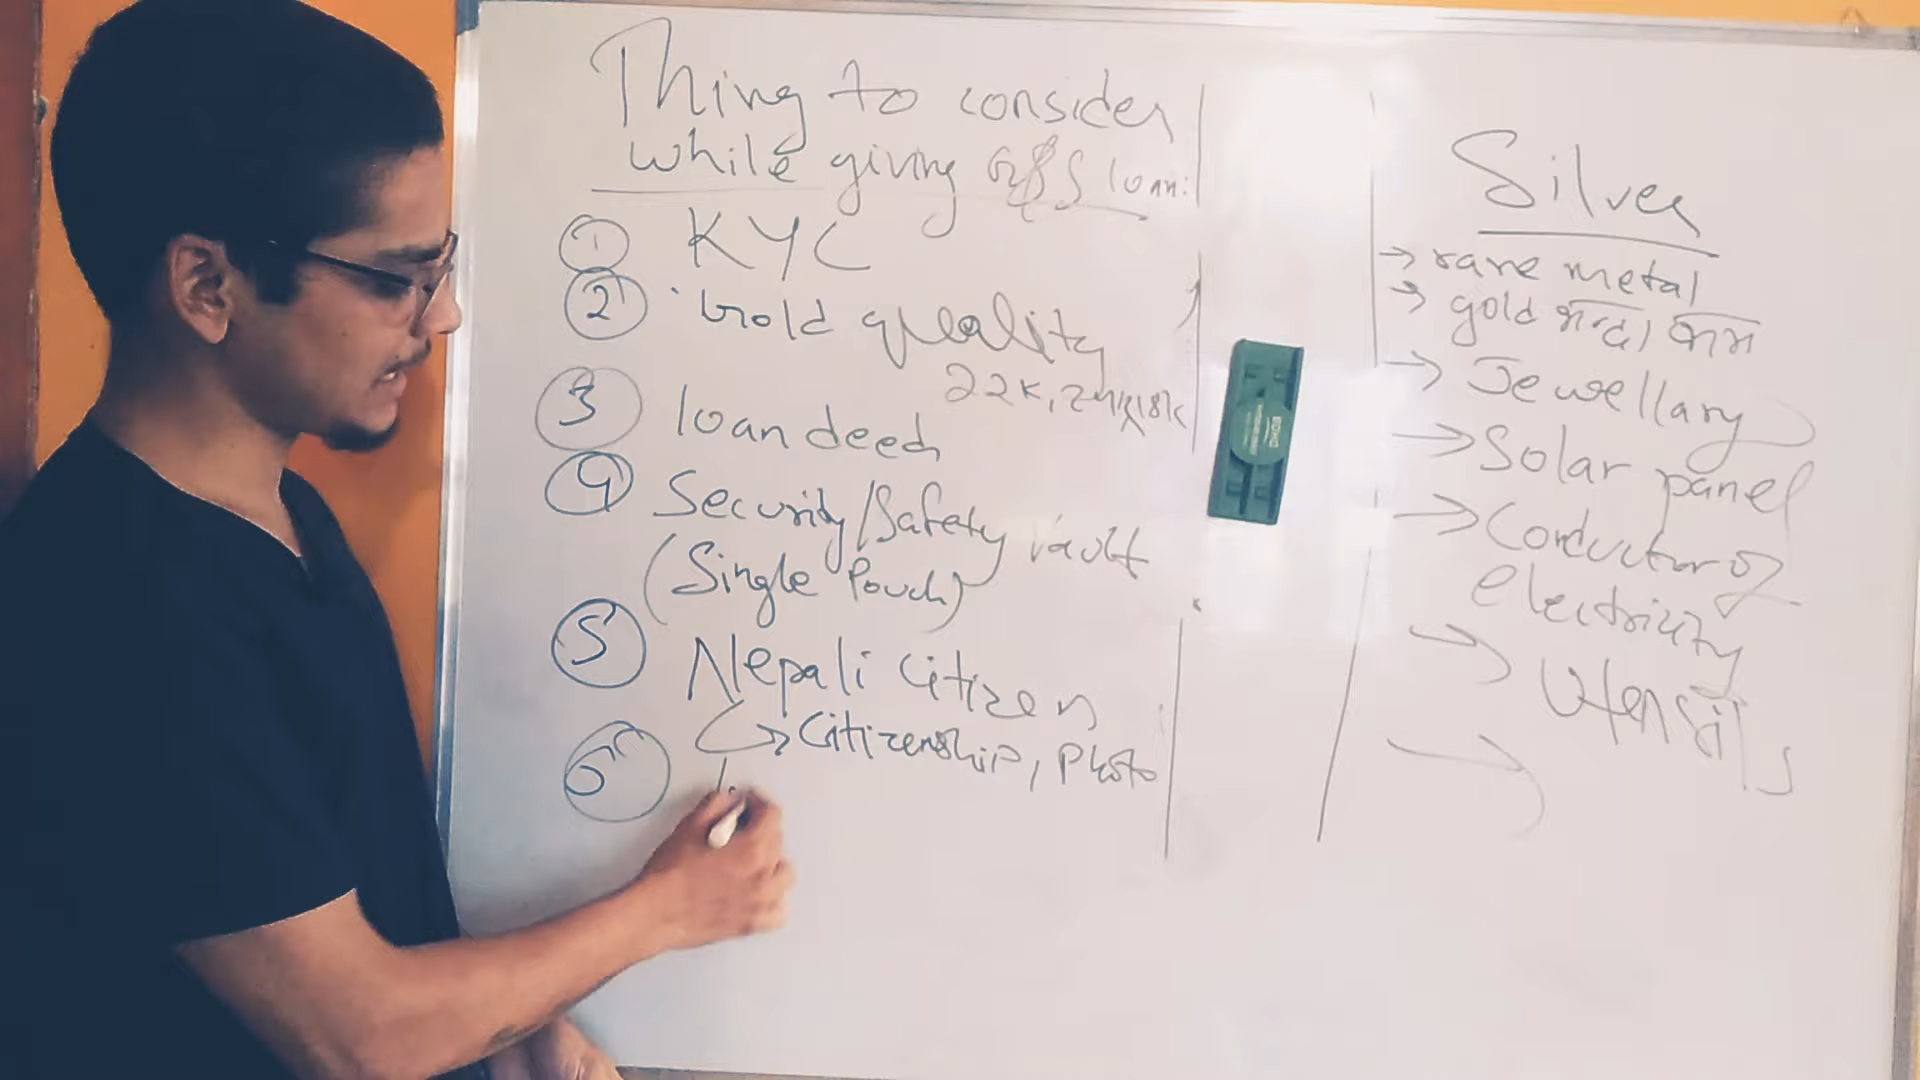 Thing to consider
while giving G&S loan:
① KYC
② Gold quality
22K, 24K, 18K
③ loan deed
④ Security/Safety vault
(Single Pouch)
⑤ Nepali Citizen
↪ Citizenship, Photo
⑥
Silver
→ rare metal
→ gold भन्दा कम
→ Jewellary
→ Solar panel
→ Conductor of
electricity
→ Utensils
→